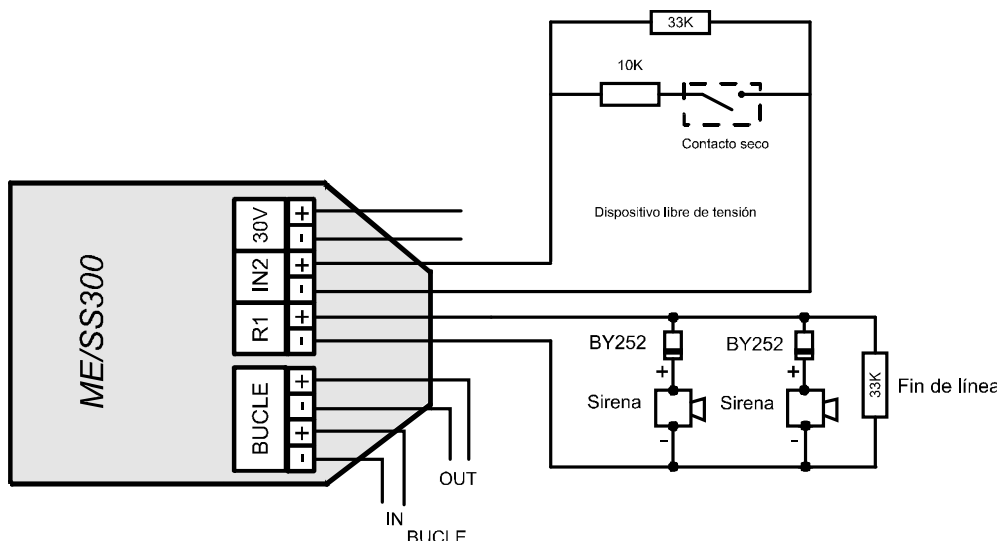 33K
10K
Contacto seco
Dispositivo libre de tensión
ME/SS300
30V
+
-
IN2
+
-
R1
+
-
BUCLE
+
-
+
-
BY252
BY252
+
+
Sirena
Sirena
-
-
33K
Fin de línea
OUT
IN
BUCLE